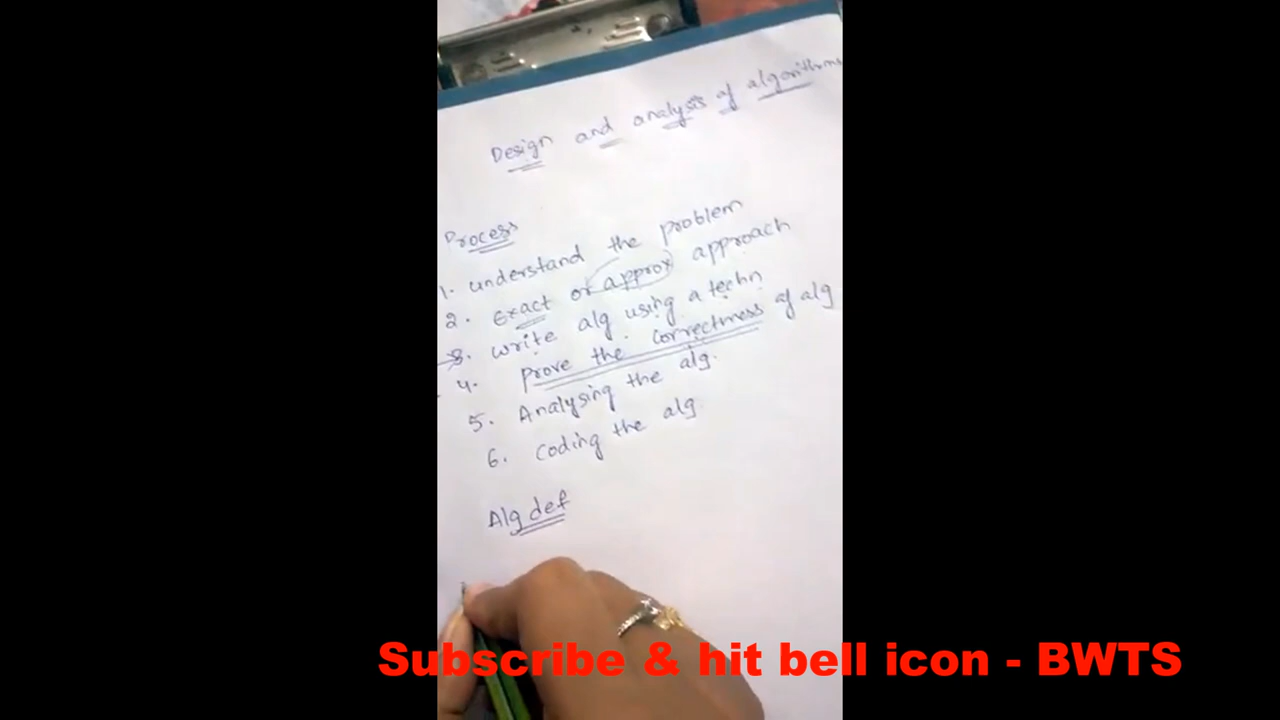 Design and analysis of algorithms
Process
1. understand the problem
2. Exact or approx approach
3. write alg using a techn
4. Prove the correctness of alg
5. Analysing the alg.
6. Coding the alg.
Alg def
Subscribe & hit bell icon - BWTS